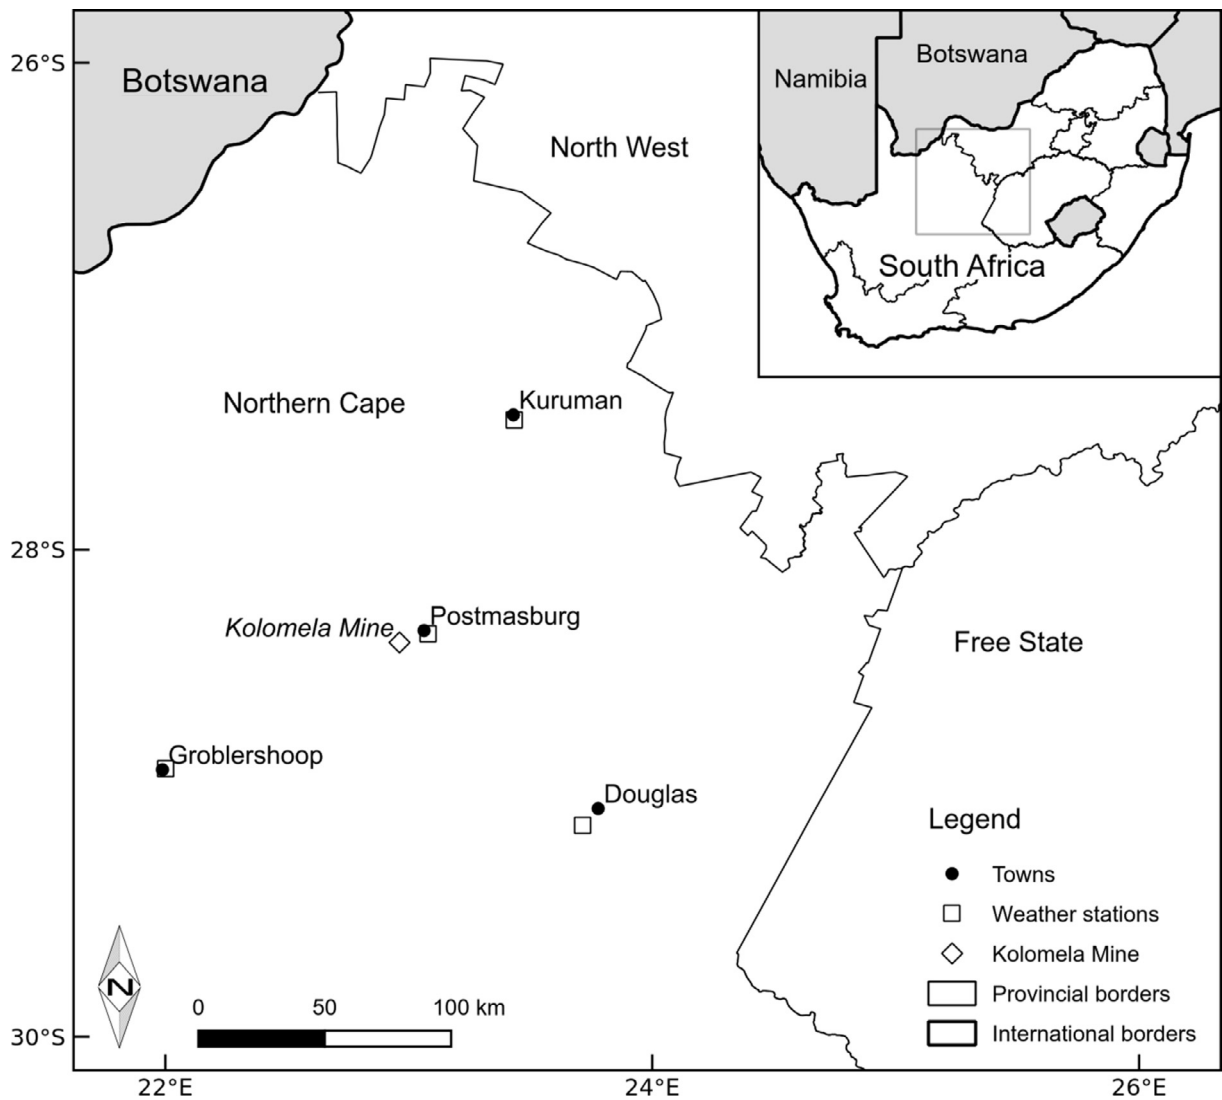 26°S
Botswana
North West
Namibia
Botswana
South Africa
Northern Cape
Kuruman
28°S
Kolomela Mine
Postmasburg
Free State
Groblershoop
Douglas
Legend
Towns
Weather stations
Kolomela Mine
Provincial borders
International borders
N
0 50 100 km
30°S
22°E 24°E 26°E